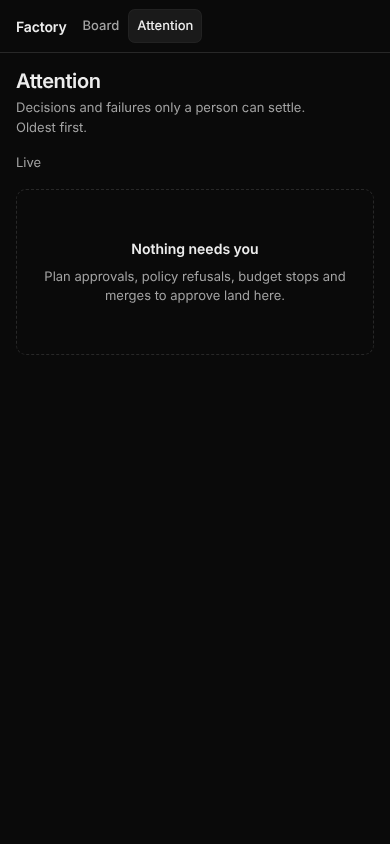 Factory Board Attention
Attention
Decisions and failures only a person can settle.
Oldest first.
Live
Nothing needs you
Plan approvals, policy refusals, budget stops and
merges to approve land here.